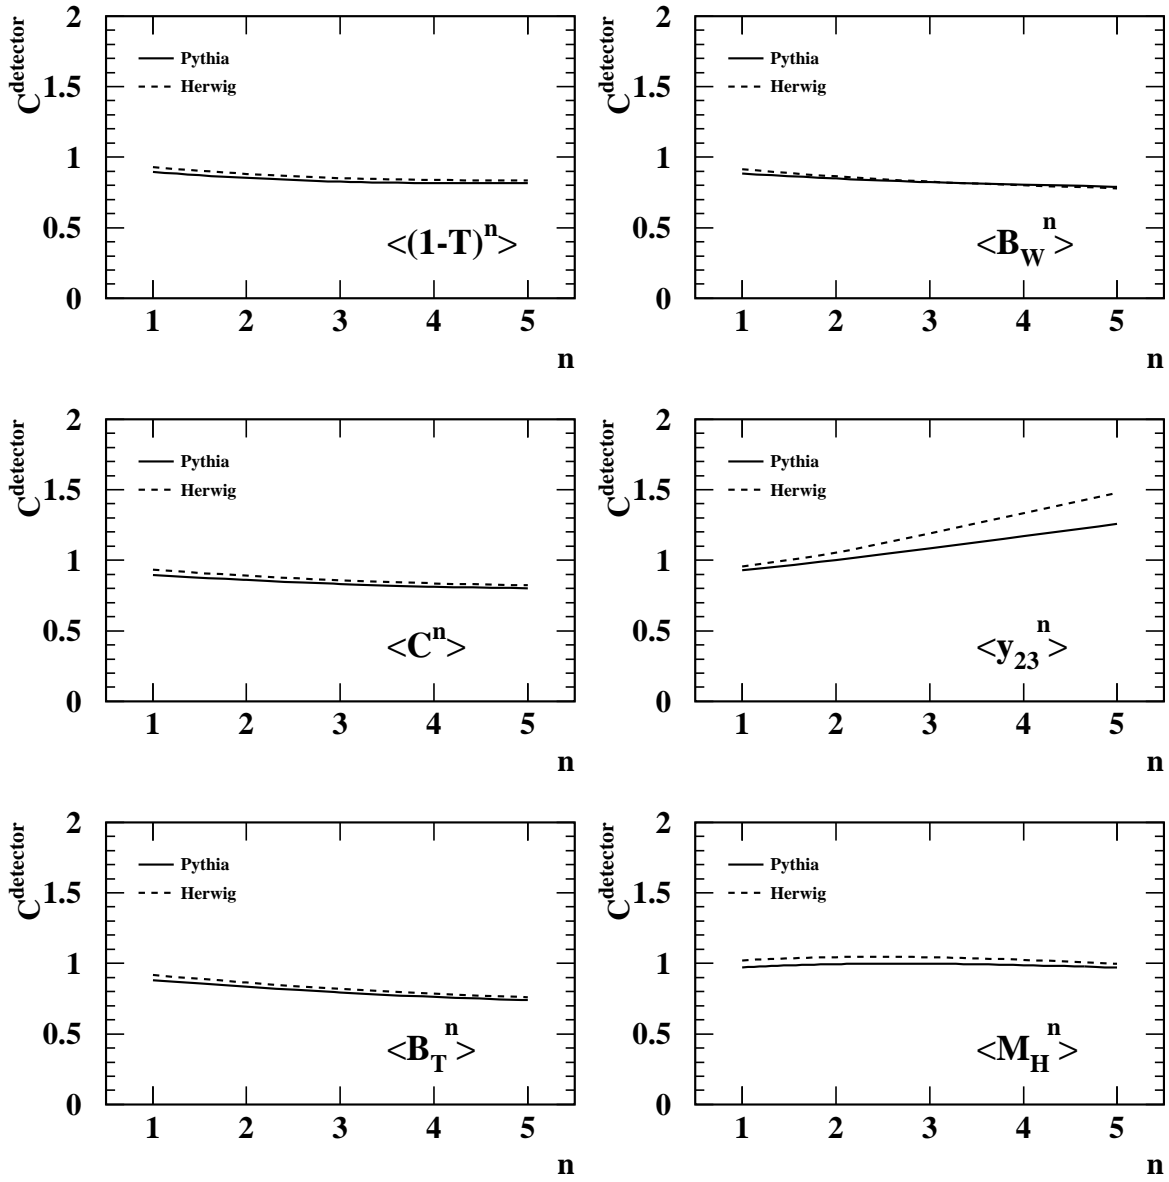 C^detector
2
1.5
1
0.5
0
Pythia
Herwig
<(1-T)^n>
1 2 3 4 5
n
C^detector
2
1.5
1
0.5
0
Pythia
Herwig
<B_W^n>
1 2 3 4 5
n
C^detector
2
1.5
1
0.5
0
Pythia
Herwig
<C^n>
1 2 3 4 5
n
C^detector
2
1.5
1
0.5
0
Pythia
Herwig
<y_23^n>
1 2 3 4 5
n
C^detector
2
1.5
1
0.5
0
Pythia
Herwig
<B_T^n>
1 2 3 4 5
n
C^detector
2
1.5
1
0.5
0
Pythia
Herwig
<M_H^n>
1 2 3 4 5
n